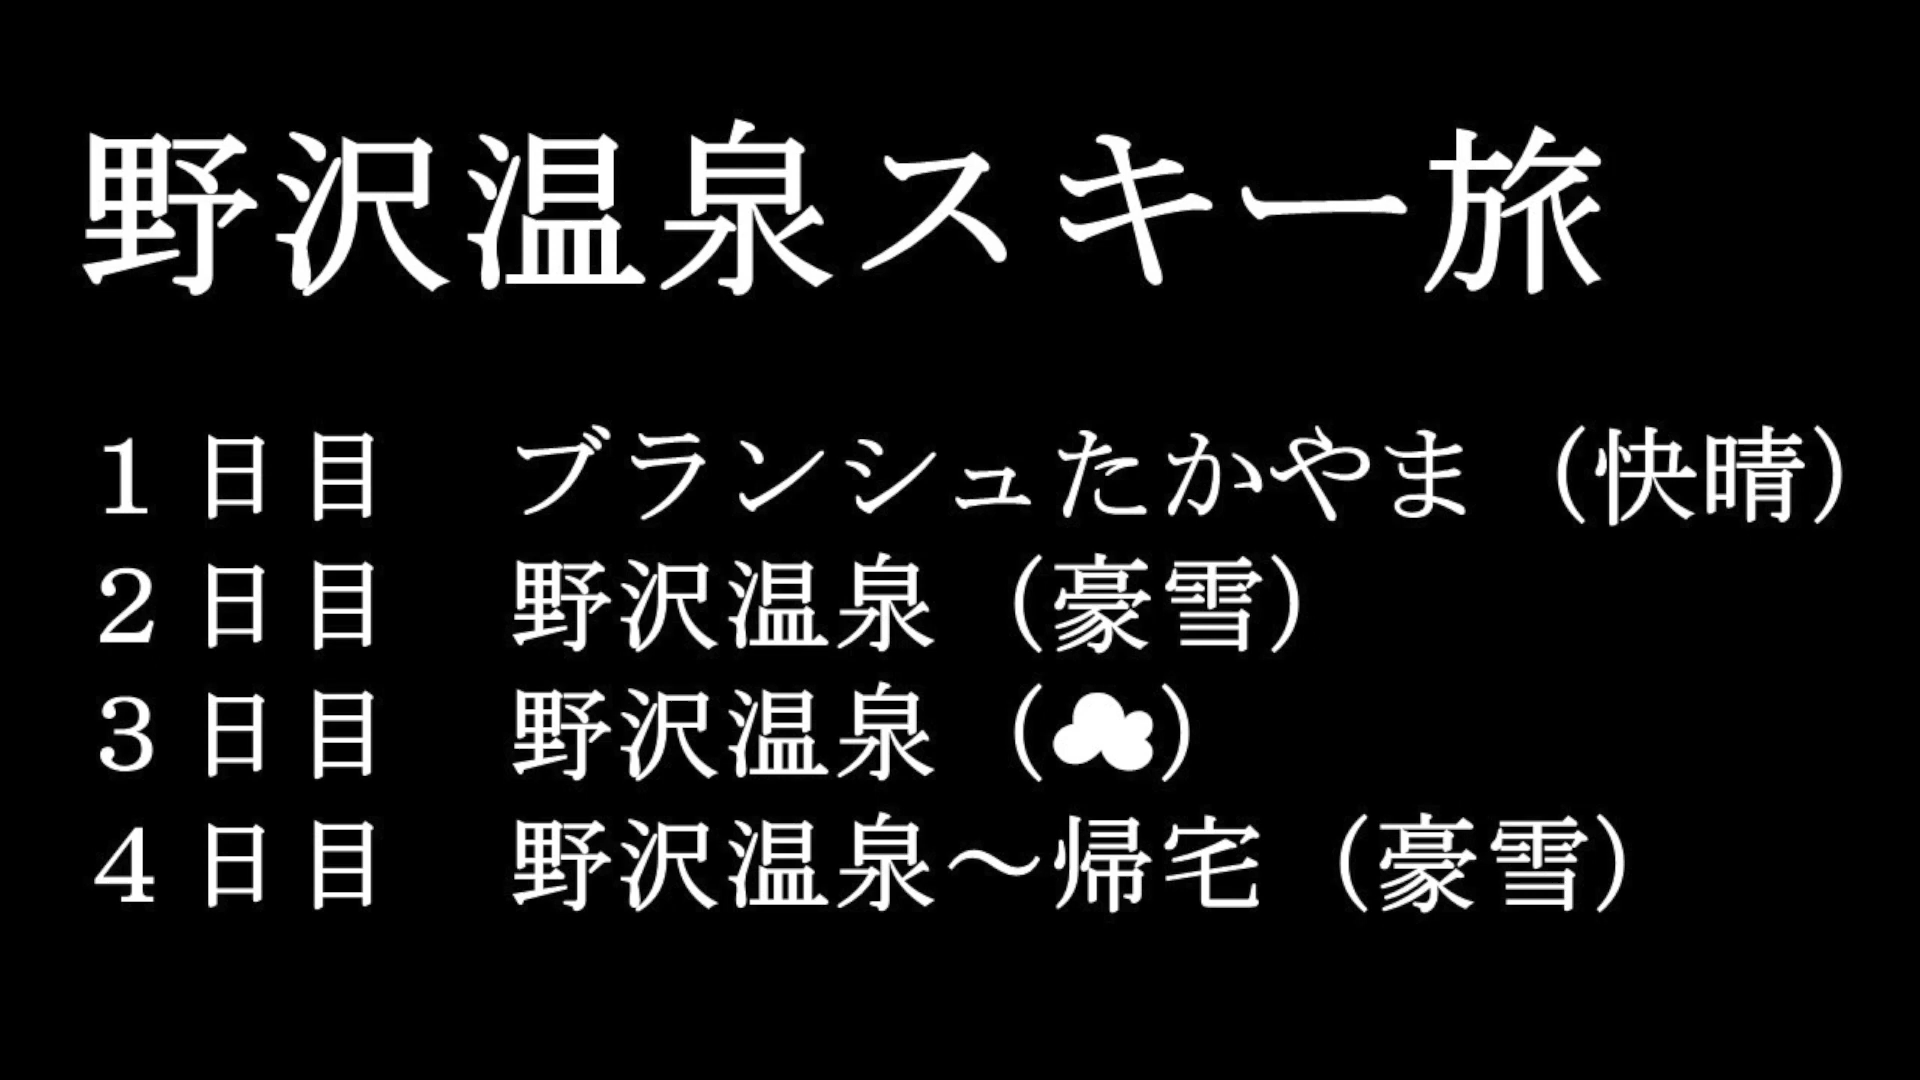 野沢温泉スキー旅
１日目　ブランシュたかやま（快晴）
２日目　野沢温泉（豪雪）
３日目　野沢温泉（☁）
４日目　野沢温泉～帰宅（豪雪）